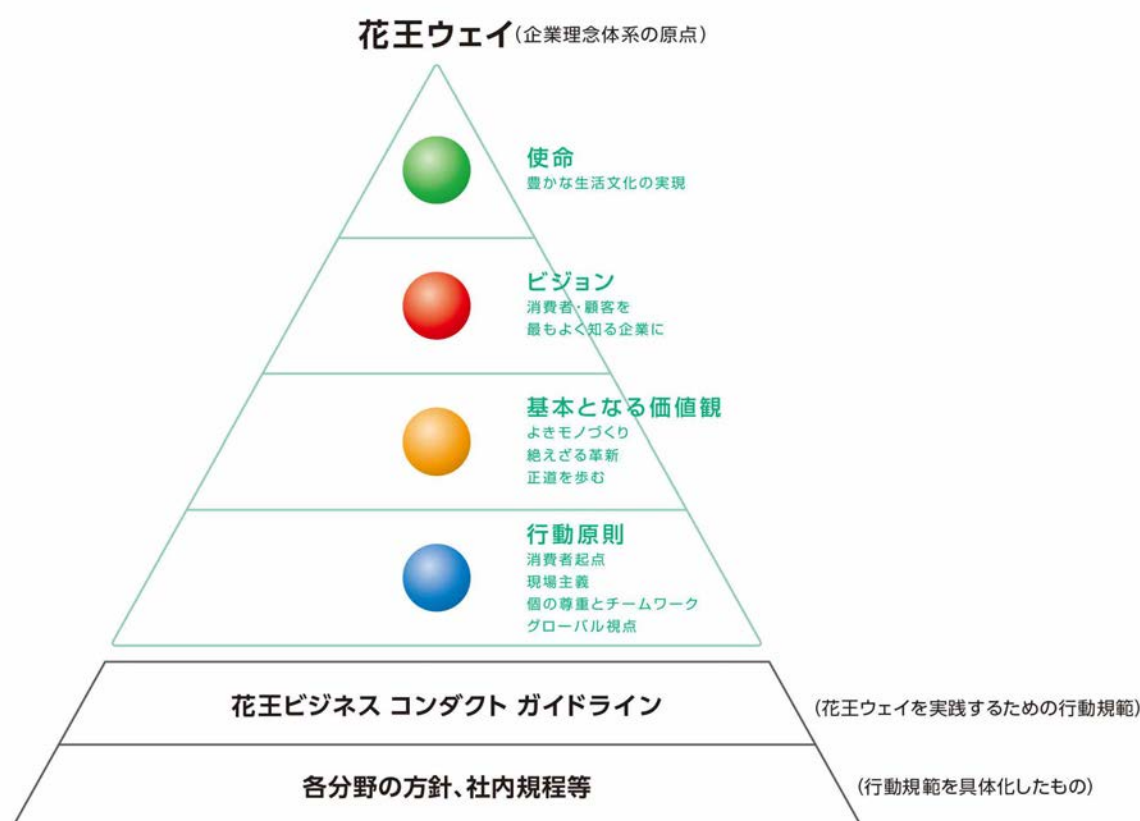 花王ウェイ(企業理念体系の原点)
使命
豊かな生活文化の実現
ビジョン
消費者・顧客を
最もよく知る企業に
基本となる価値観
よきモノづくり
絶えざる革新
正道を歩む
行動原則
消費者起点
現場主義
個の尊重とチームワーク
グローバル視点
花王ビジネス コンダクト ガイドライン
(花王ウェイを実践するための行動規範)
各分野の方針、社内規程等
(行動規範を具体化したもの)